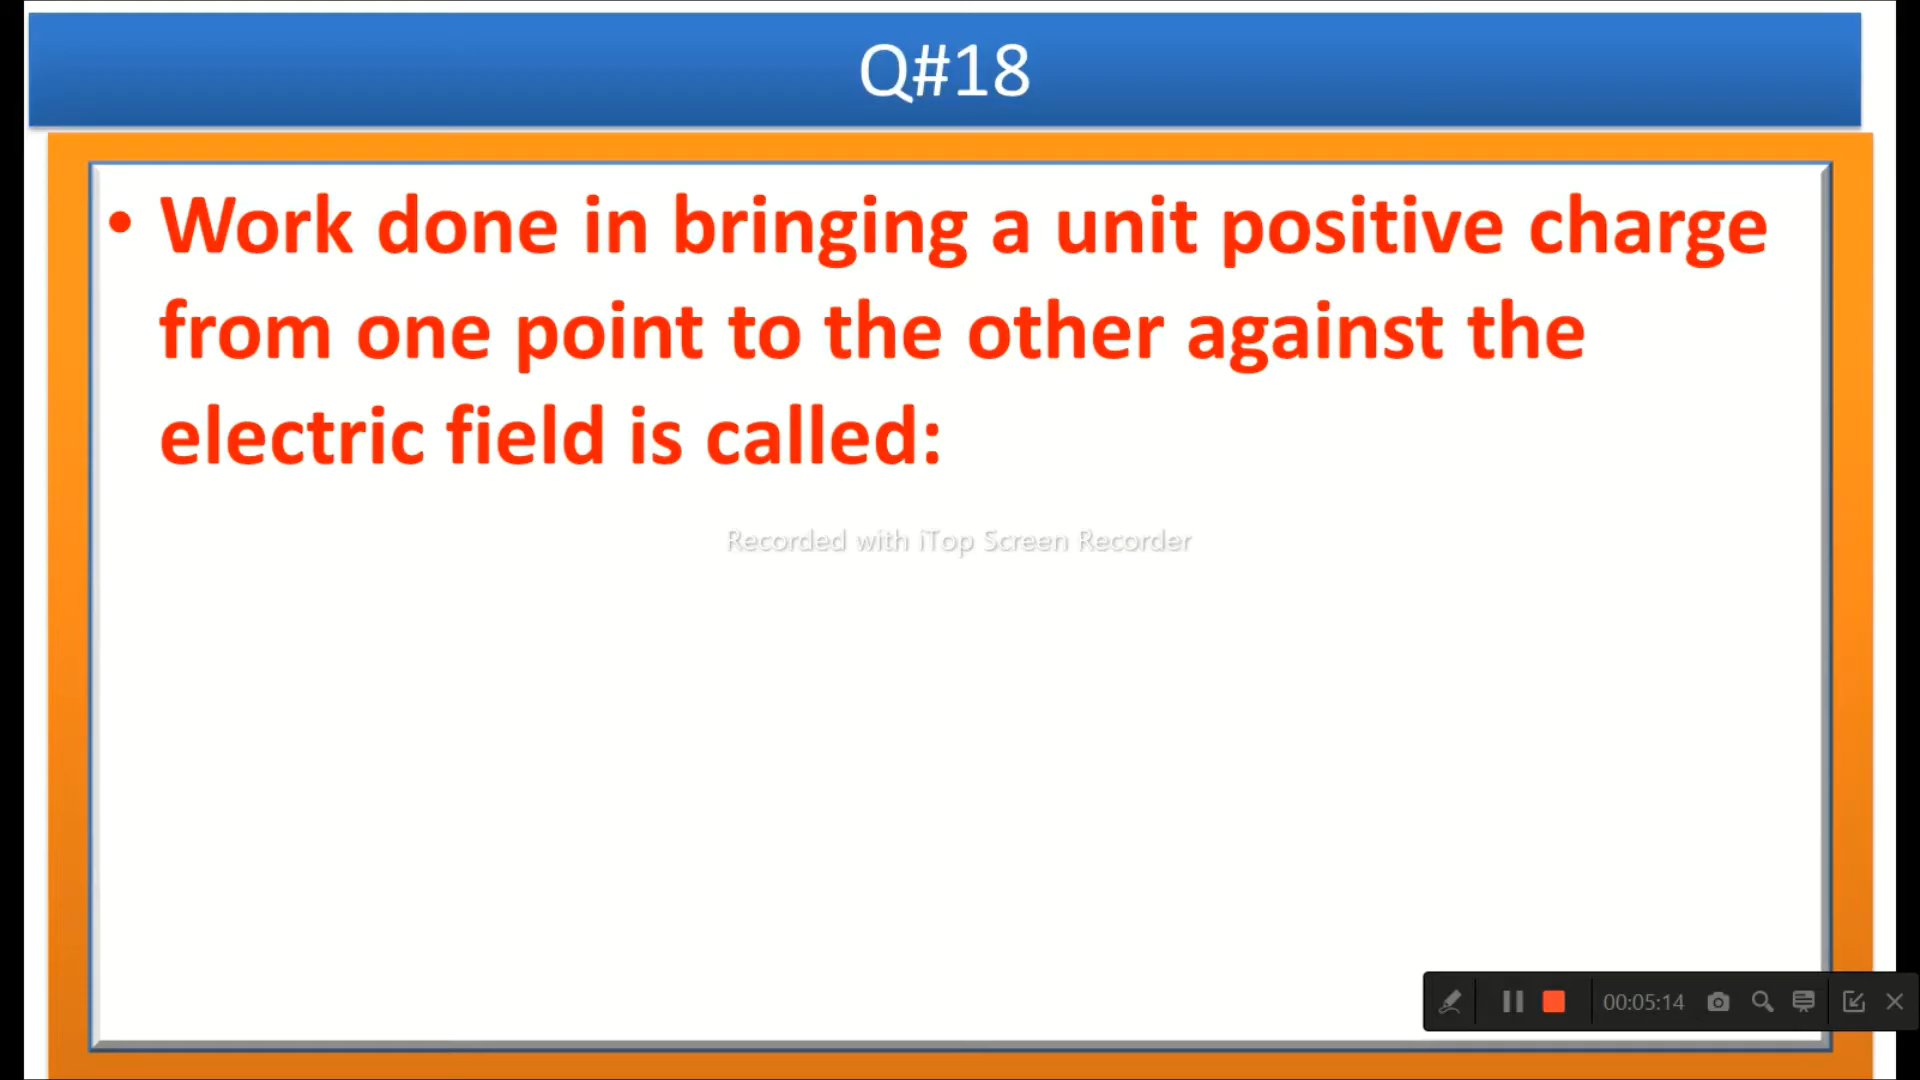 Q#18
• Work done in bringing a unit positive charge
from one point to the other against the
electric field is called:
Recorded with iTop Screen Recorder
00:05:14